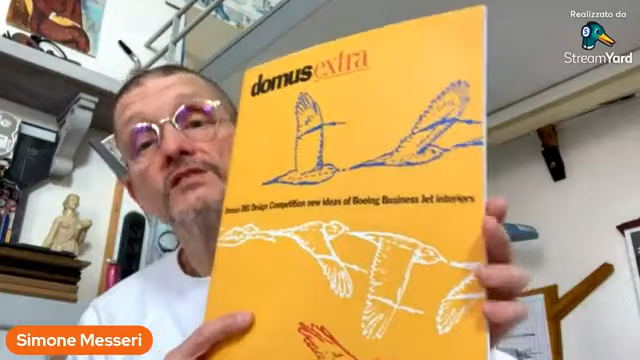 Realizzato da
StreamYard
domus extra
Domus BBJ Design Competition new ideas of Boeing Business Jet interiors
Simone Messeri